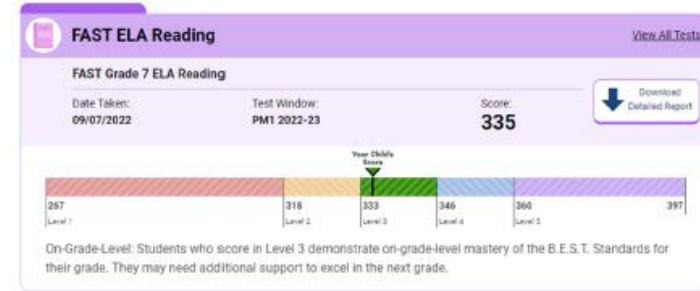 FAST ELA Reading
View All Tests
FAST Grade 7 ELA Reading
Date Taken:
09/07/2022
Test Window:
PM1 2022-23
Score:
335
Download
Detailed Report
Your Child's
Score
267
318
333
346
360
397
Level 1
Level 2
Level 3
Level 4
Level 5
On-Grade-Level: Students who score in Level 3 demonstrate on-grade-level mastery of the B.E.S.T. Standards for
their grade. They may need additional support to excel in the next grade.